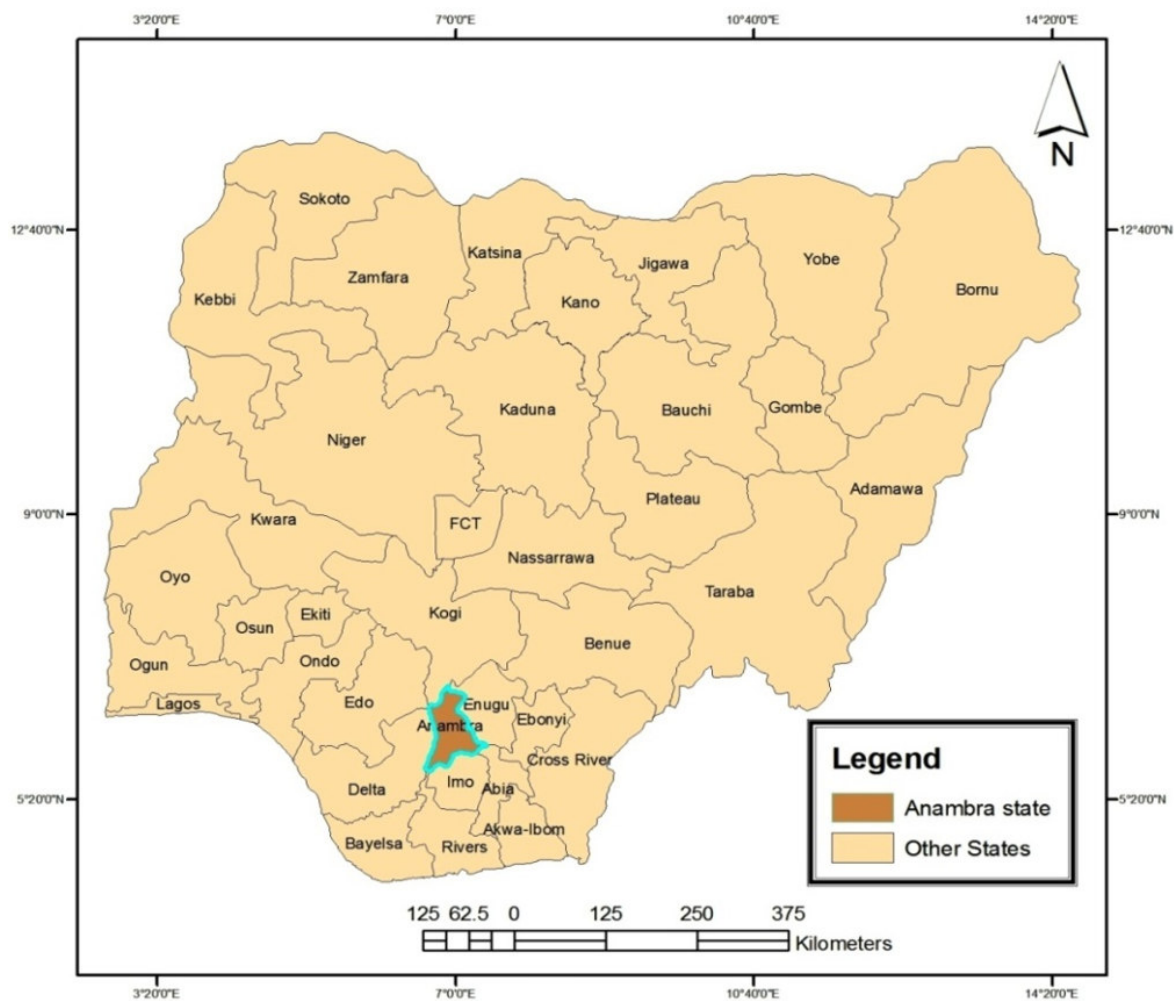 3°20'0"E 7°0'0"E 10°40'0"E 14°20'0"E
N
Sokoto
12°40'0"N 12°40'0"N
Katsina
Yobe
Jigawa
Zamfara
Bornu
Kebbi
Kano
Kaduna
Bauchi
Gombe
Niger
Adamawa
Plateau
9°0'0"N 9°0'0"N
Kwara
FCT
Nassarrawa
Oyo
Taraba
Kogi
Ekiti
Osun
Benue
Ondo
Ogun
Edo
Lagos
Enugu
Ebonyi
Anambra
Cross River
Legend
Imo
Delta
Abia
5°20'0"N 5°20'0"N
Anambra state
Akwa-Ibom
Bayelsa
Rivers
Other States
125 62.5 0 125 250 375
Kilometers
3°20'0"E 7°0'0"E 10°40'0"E 14°20'0"E